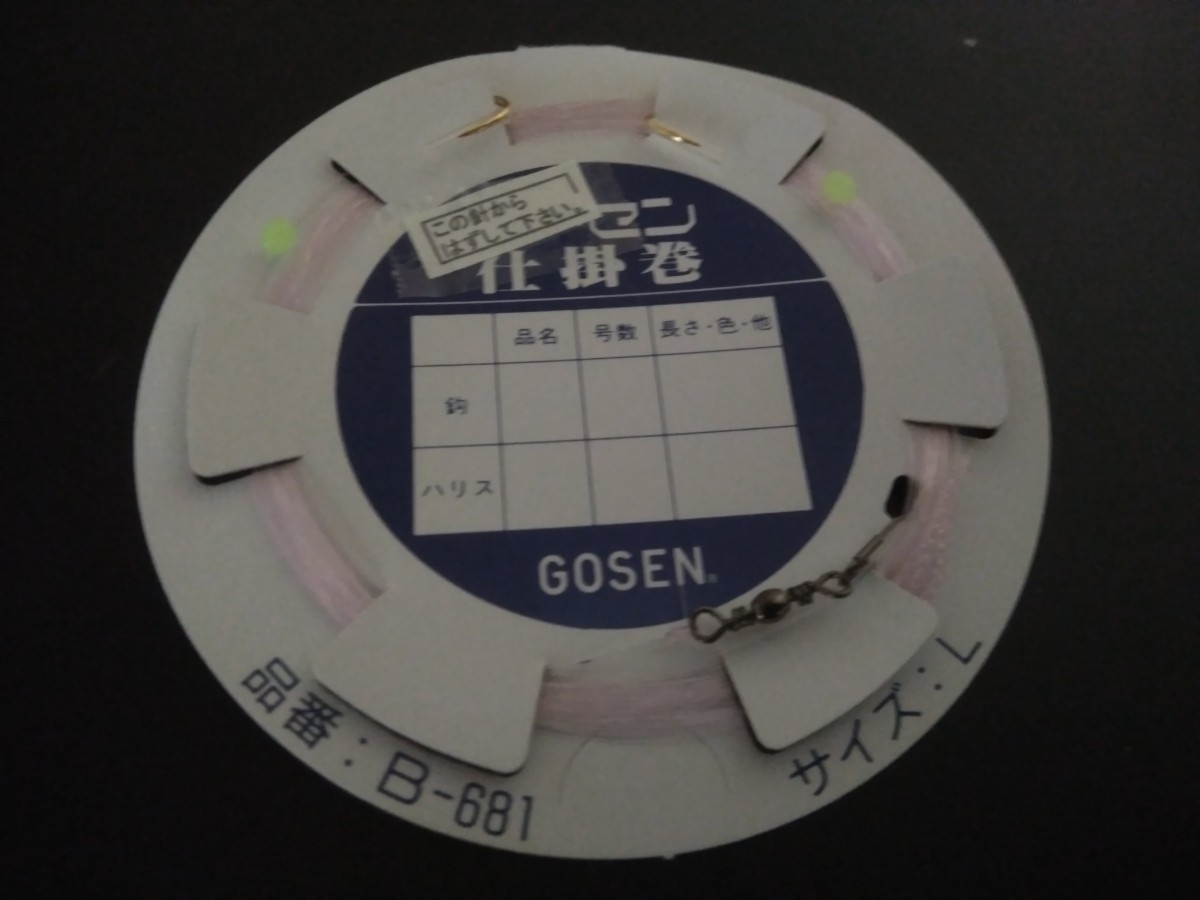 この針から
はずして下さい。
セン
仕掛巻
品名 号数 長さ・色・他
鈎
ハリス
GOSEN®
品番：B-681
サイズ：L